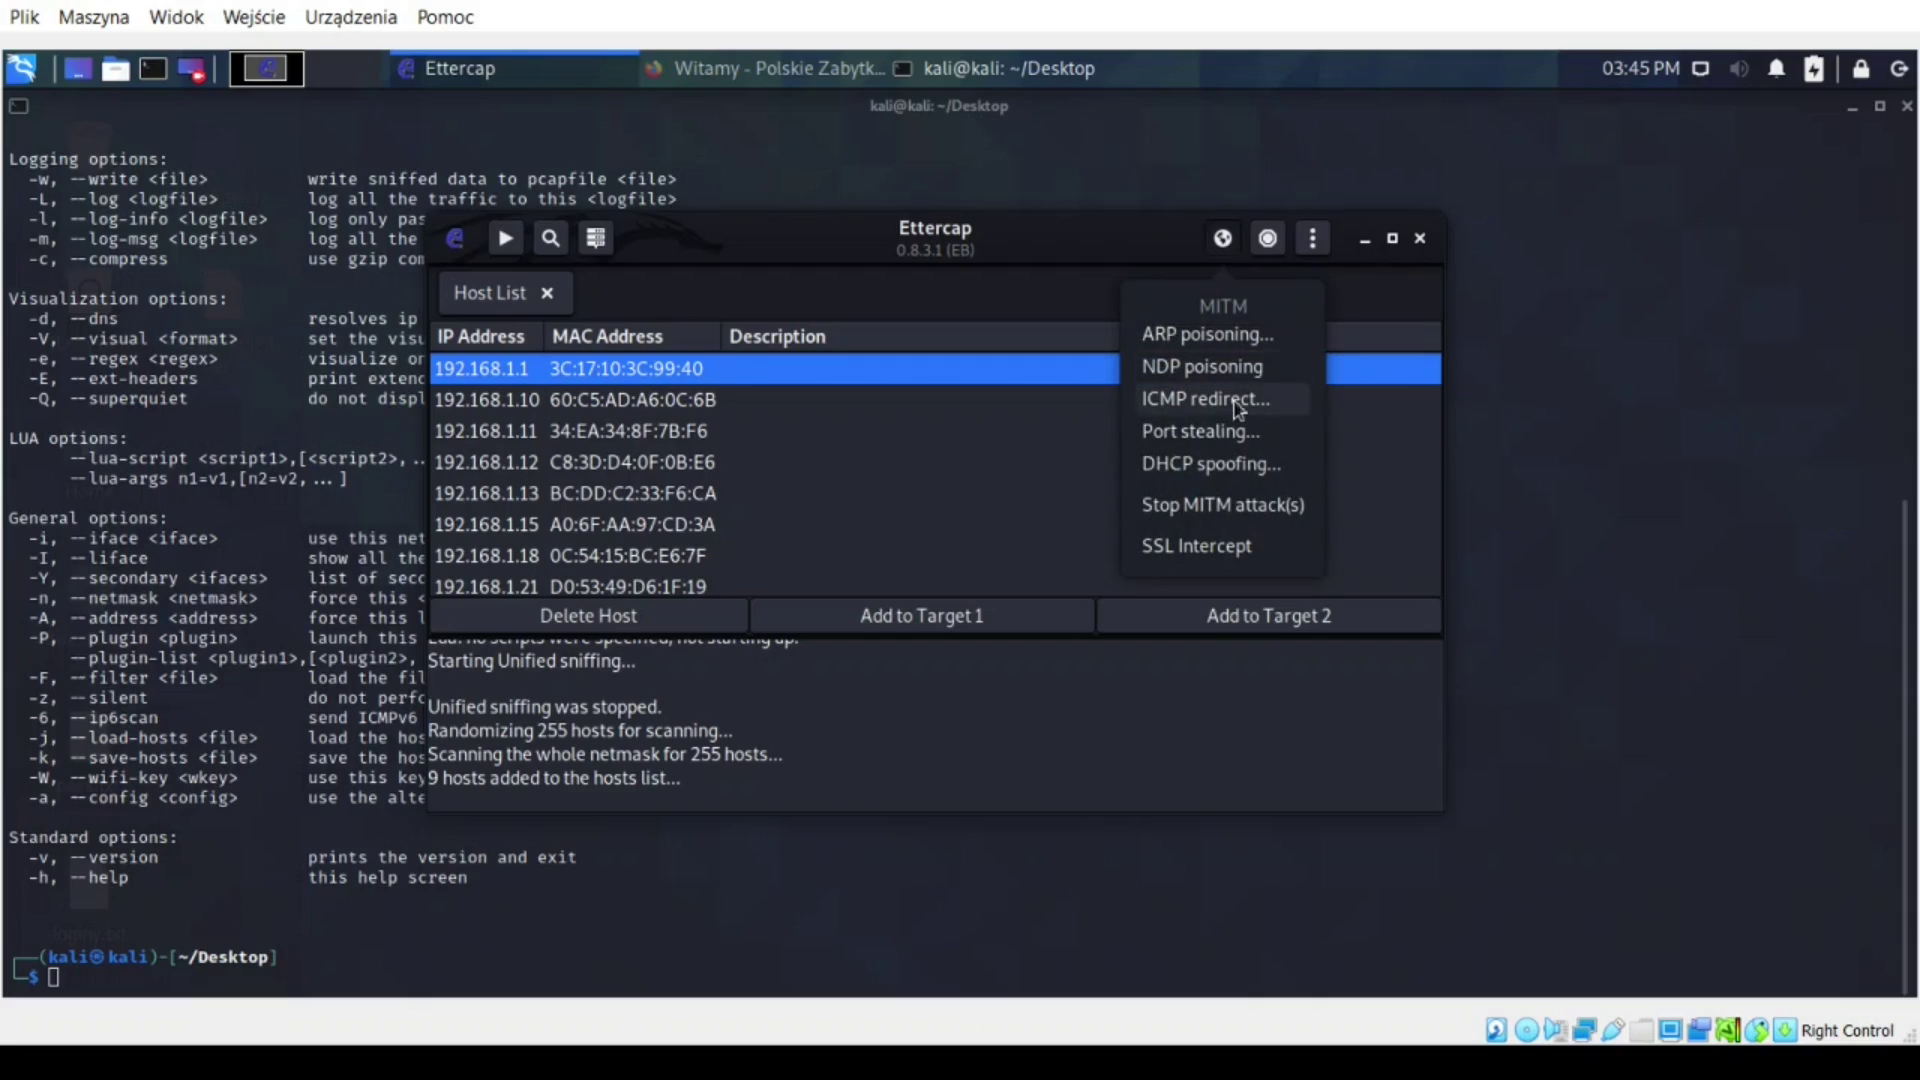 Plik Maszyna Widok Wejście Urządzenia Pomoc
Ettercap
Witamy - Polskie Zabytk...
kali@kali: ~/Desktop
03:45 PM
kali@kali: ~/Desktop
Logging options:
-w, --write <file> write sniffed data to pcapfile <file>
-L, --log <logfile> log all the traffic to this <logfile>
-l, --log-info <logfile> log only pas
-m, --log-msg <logfile> log all the
-c, --compress use gzip com
Visualization options:
-d, --dns resolves ip
-V, --visual <format> set the visu
-e, --regex <regex> visualize on
-E, --ext-headers print extend
-Q, --superquiet do not displ
LUA options:
--lua-script <script1>,[<script2>, ..
--lua-args n1=v1,[n2=v2, ...]
General options:
-i, --iface <iface> use this net
-I, --liface show all the
-Y, --secondary <ifaces> list of seco
-n, --netmask <netmask> force this <
-A, --address <address> force this l
-P, --plugin <plugin> launch this
--plugin-list <plugin1>,[<plugin2>,
-F, --filter <file> load the fil
-z, --silent do not perfo
-6, --ip6scan send ICMPv6
-j, --load-hosts <file> load the hos
-k, --save-hosts <file> save the hos
-W, --wifi-key <wkey> use this key
-a, --config <config> use the alte
Standard options:
-v, --version prints the version and exit
-h, --help this help screen
(kali㉿kali)-[~/Desktop]
$
Ettercap
0.8.3.1 (EB)
Host List ×
IP Address MAC Address Description
192.168.1.1 3C:17:10:3C:99:40
192.168.1.10 60:C5:AD:A6:0C:6B
192.168.1.11 34:EA:34:8F:7B:F6
192.168.1.12 C8:3D:D4:0F:0B:E6
192.168.1.13 BC:DD:C2:33:F6:CA
192.168.1.15 A0:6F:AA:97:CD:3A
192.168.1.18 0C:54:15:BC:E6:7F
192.168.1.21 D0:53:49:D6:1F:19
MITM
ARP poisoning...
NDP poisoning
ICMP redirect...
Port stealing...
DHCP spoofing...
Stop MITM attack(s)
SSL Intercept
Delete Host Add to Target 1 Add to Target 2
Lua: no scripts were specified, not starting up!
Starting Unified sniffing...
Unified sniffing was stopped.
Randomizing 255 hosts for scanning...
Scanning the whole netmask for 255 hosts...
9 hosts added to the hosts list...
Right Control